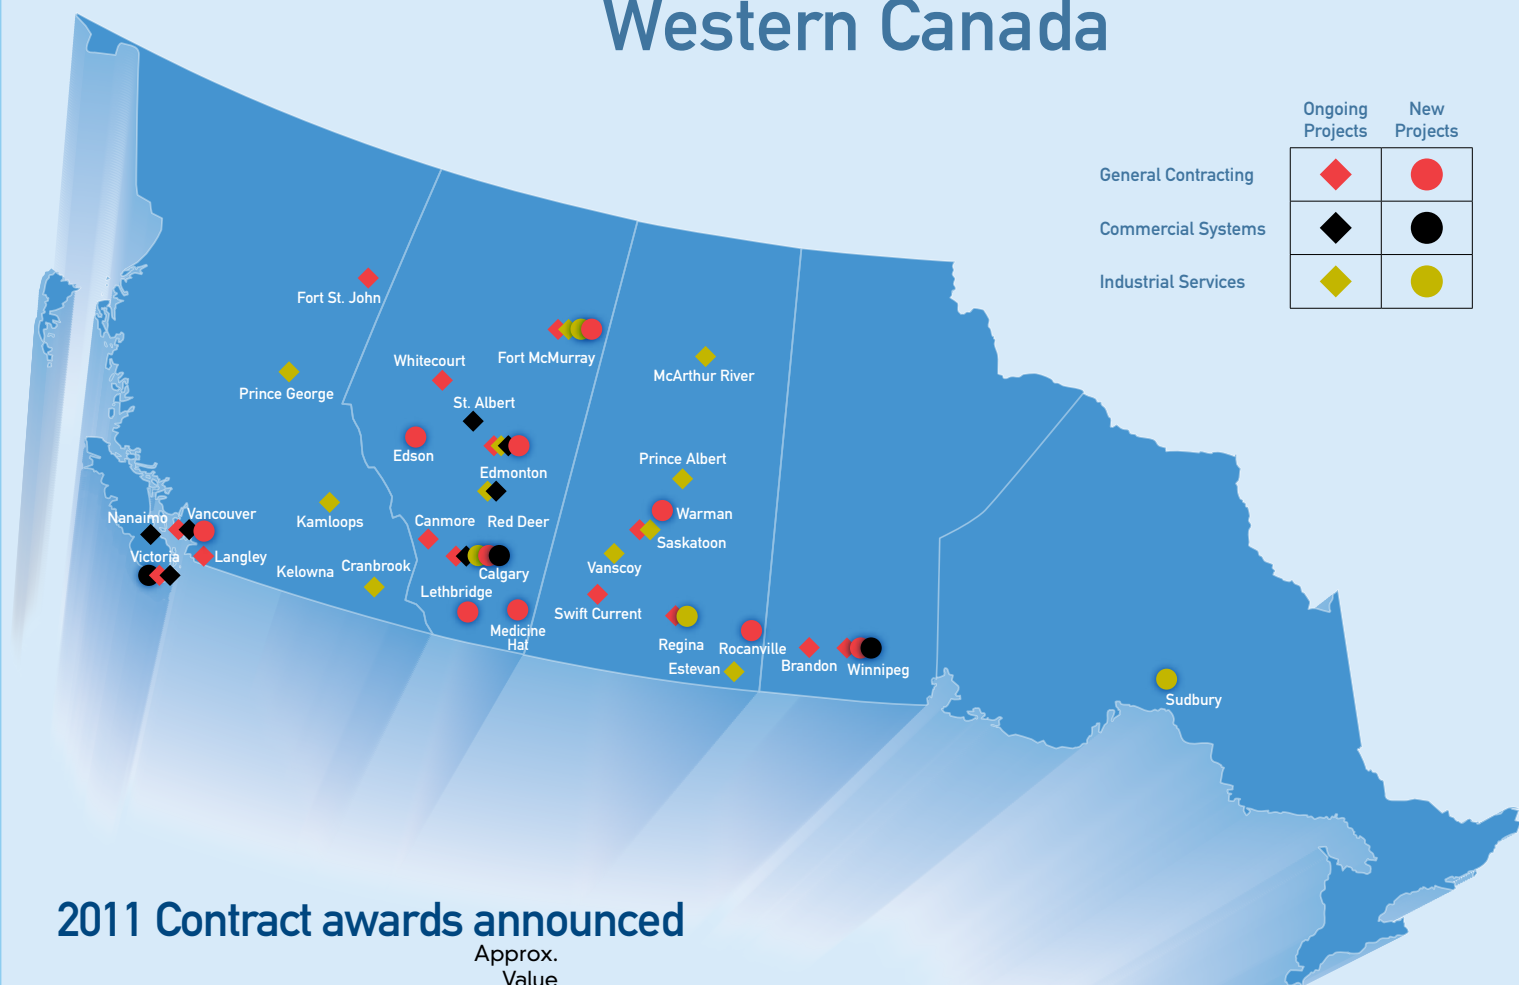 Western Canada
Ongoing
Projects
New
Projects
General Contracting
Commercial Systems
Industrial Services
Fort St. John
Fort McMurray
Whitecourt
McArthur River
Prince George
St. Albert
Edson
Prince Albert
Edmonton
Nanaimo
Vancouver
Kamloops
Canmore
Red Deer
Warman
Saskatoon
Victoria
Langley
Kelowna
Cranbrook
Calgary
Vanscoy
Lethbridge
Swift Current
Medicine
Hat
Regina
Rocanville
Estevan
Brandon
Winnipeg
Sudbury
2011 Contract awards announced
Approx.
Value